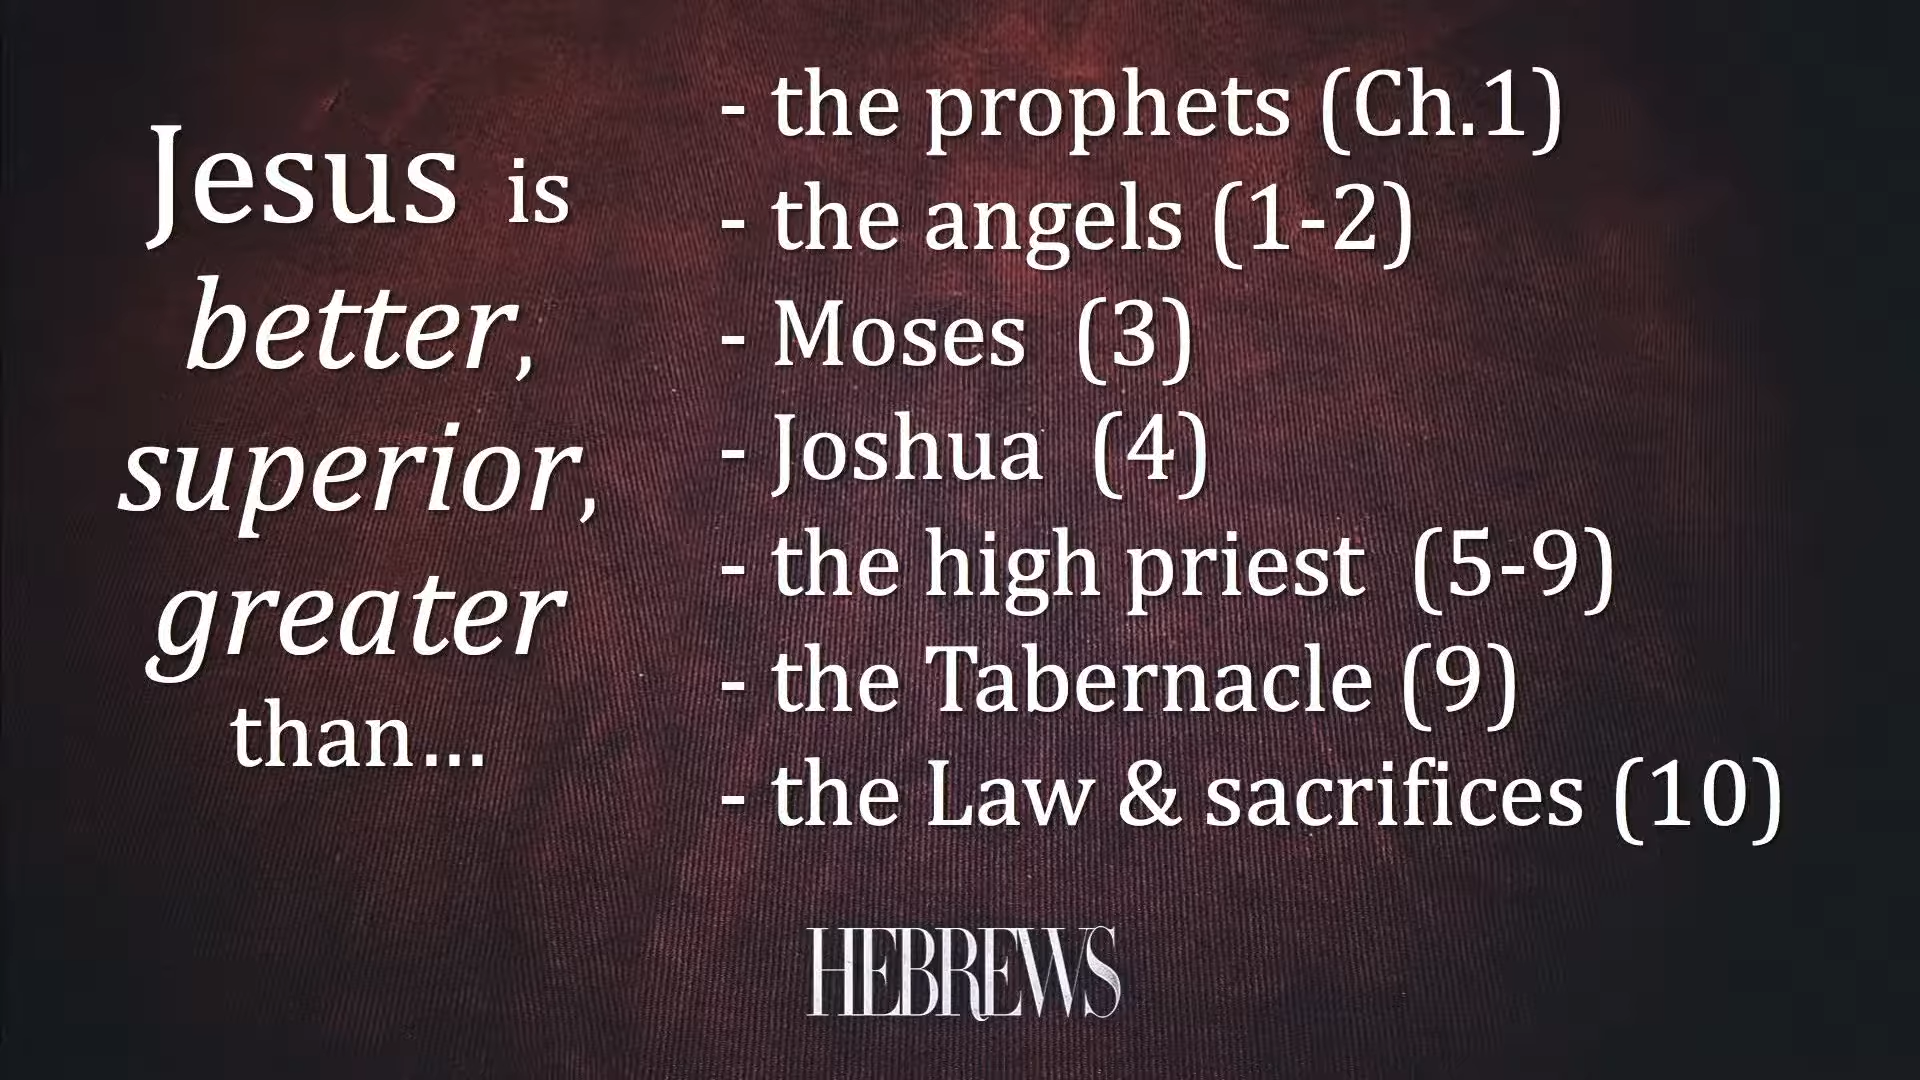 Jesus is
better,
superior,
greater
than...
- the prophets (Ch.1)
- the angels (1-2)
- Moses (3)
- Joshua (4)
- the high priest (5-9)
- the Tabernacle (9)
- the Law & sacrifices (10)
HEBREWS